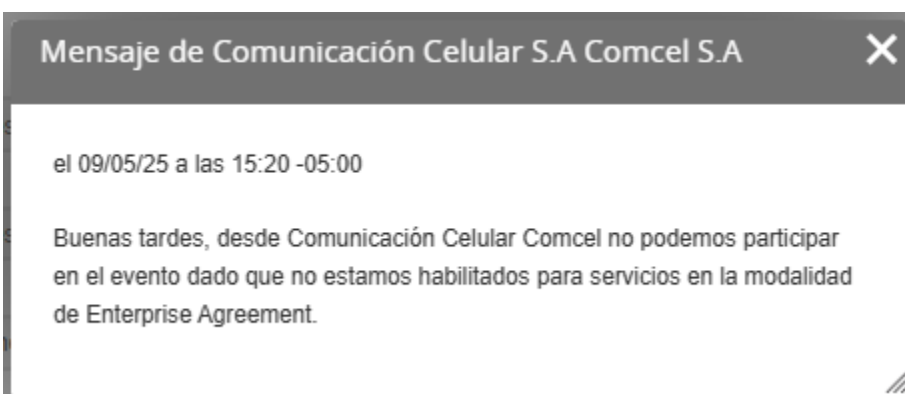 Mensaje de Comunicación Celular S.A Comcel S.A
el 09/05/25 a las 15:20 -05:00
Buenas tardes, desde Comunicación Celular Comcel no podemos participar
en el evento dado que no estamos habilitados para servicios en la modalidad
de Enterprise Agreement.